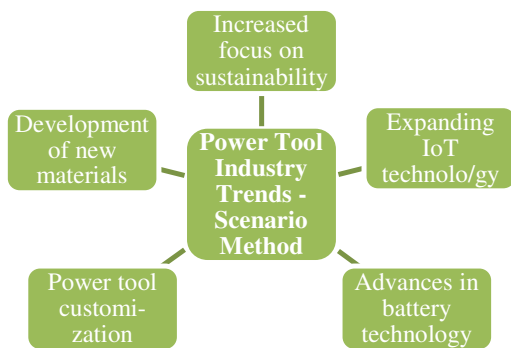 Increased
focus on
sustainability
Development
of new
materials
Power Tool
Industry
Trends -
Scenario
Method
Expanding
IoT
technolo/gy
Power tool
customi-
zation
Advances in
battery
technology